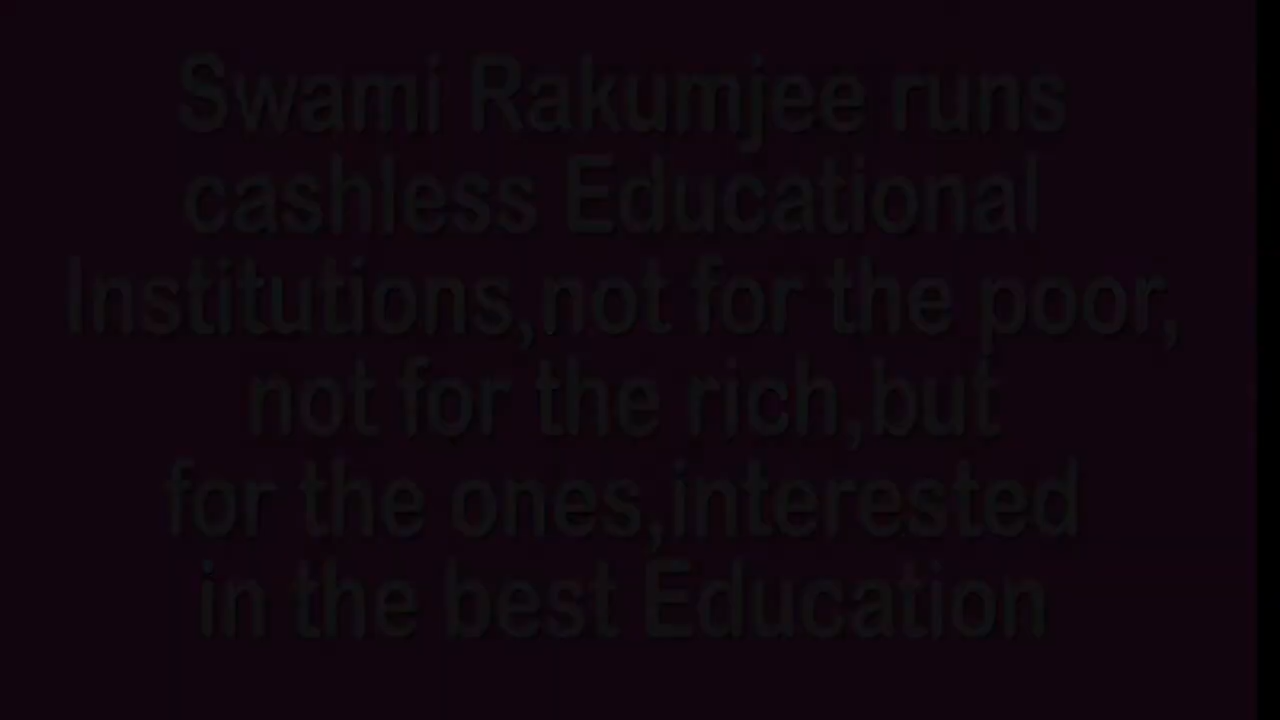 Swami Rakumjee runs
cashless Educational
Institutions,not for the poor,
not for the rich,but
for the ones,interested
in the best Education